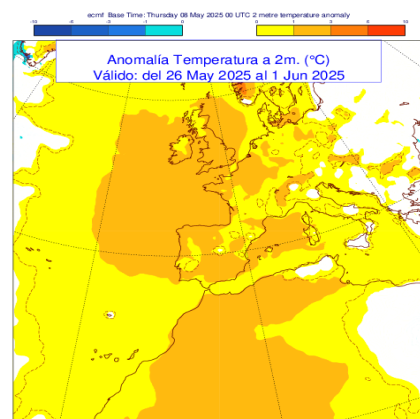 ecmf Base Time: Thursday 08 May 2025 00 UTC 2 metre temperature anomaly
Anomalía Temperatura a 2m. (°C)
Válido: del 26 May 2025 al 1 Jun 2025